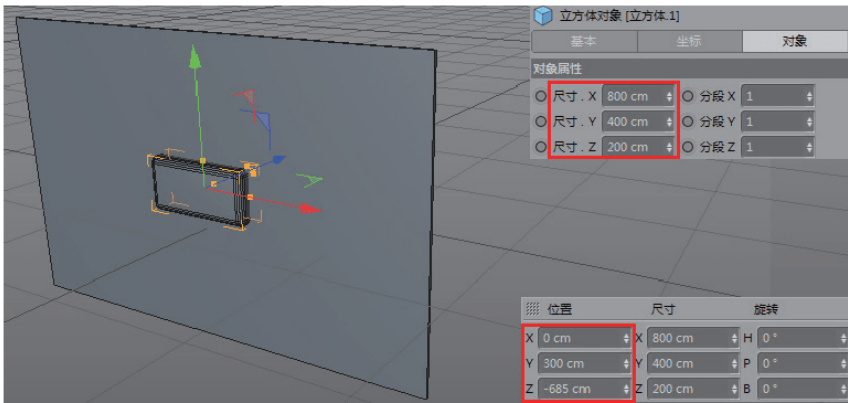 立方体对象 [立方体.1]
基本 坐标 对象
对象属性
尺寸 . X 800 cm 分段 X 1
尺寸 . Y 400 cm 分段 Y 1
尺寸 . Z 200 cm 分段 Z 1
位置 尺寸 旋转
X 0 cm X 800 cm H 0 °
Y 300 cm Y 400 cm P 0 °
Z -685 cm Z 200 cm B 0 °